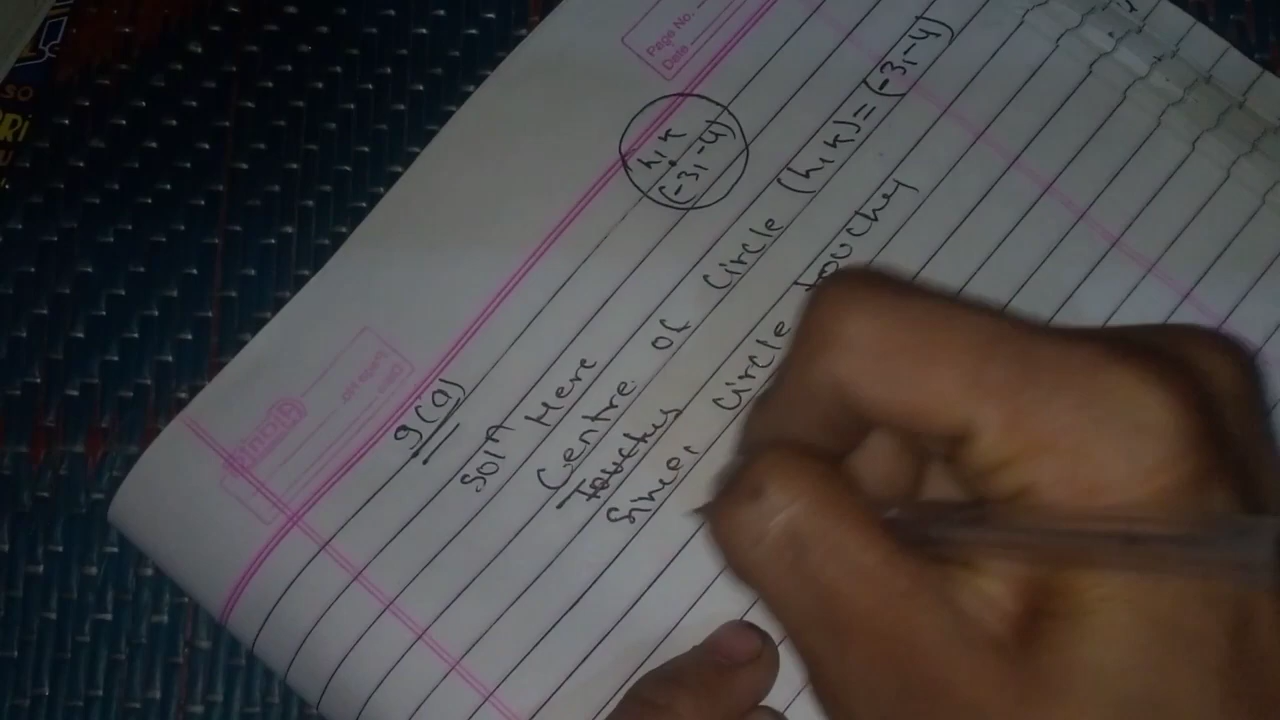 Page No.
Date
9(a)
h,k
(-3,-4)
Soln Here
Centre of Circle (h,k) = (-3,-4)
Touches
Since, Circle touches